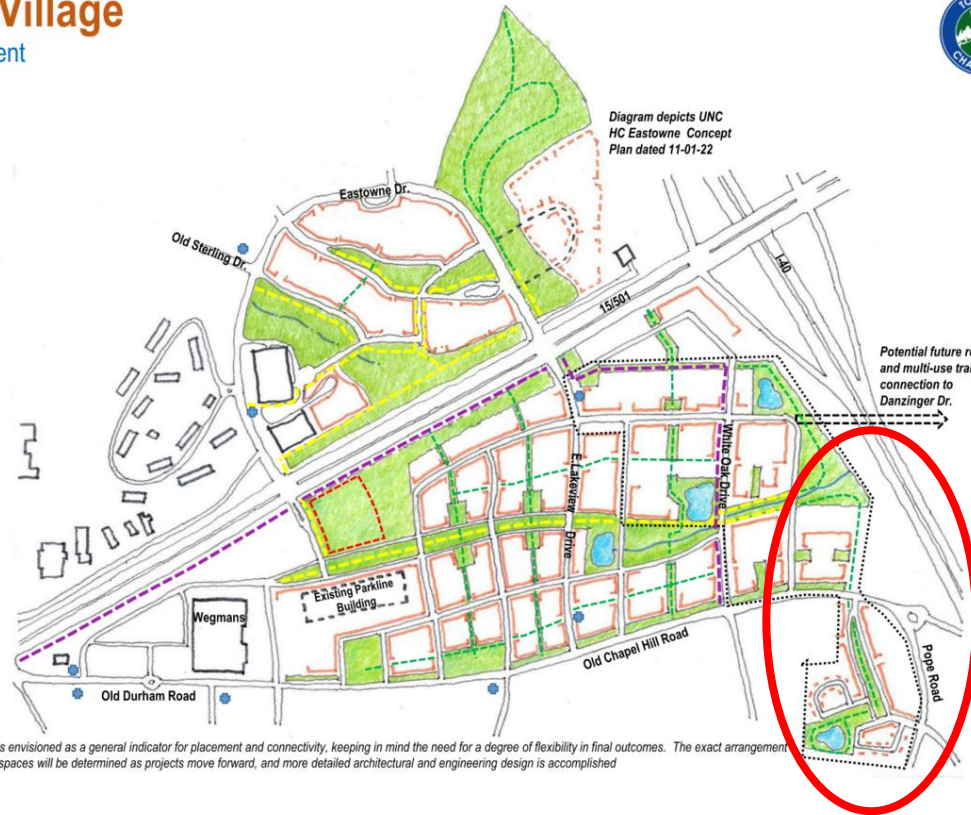 Village
ent
TO
CHA
Diagram depicts UNC
HC Eastowne Concept
Plan dated 11-01-22
Eastowne Dr.
Old Sterling Dr.
I-40
15/501
Potential future r
and multi-use tra
connection to
Danzinger Dr.
White Oak Drive
E Lakeview
Drive
Existing Parkline
Building
Wegmans
Old Chapel Hill Road
Pope Road
Old Durham Road
s envisioned as a general indicator for placement and connectivity, keeping in mind the need for a degree of flexibility in final outcomes. The exact arrangement
spaces will be determined as projects move forward, and more detailed architectural and engineering design is accomplished